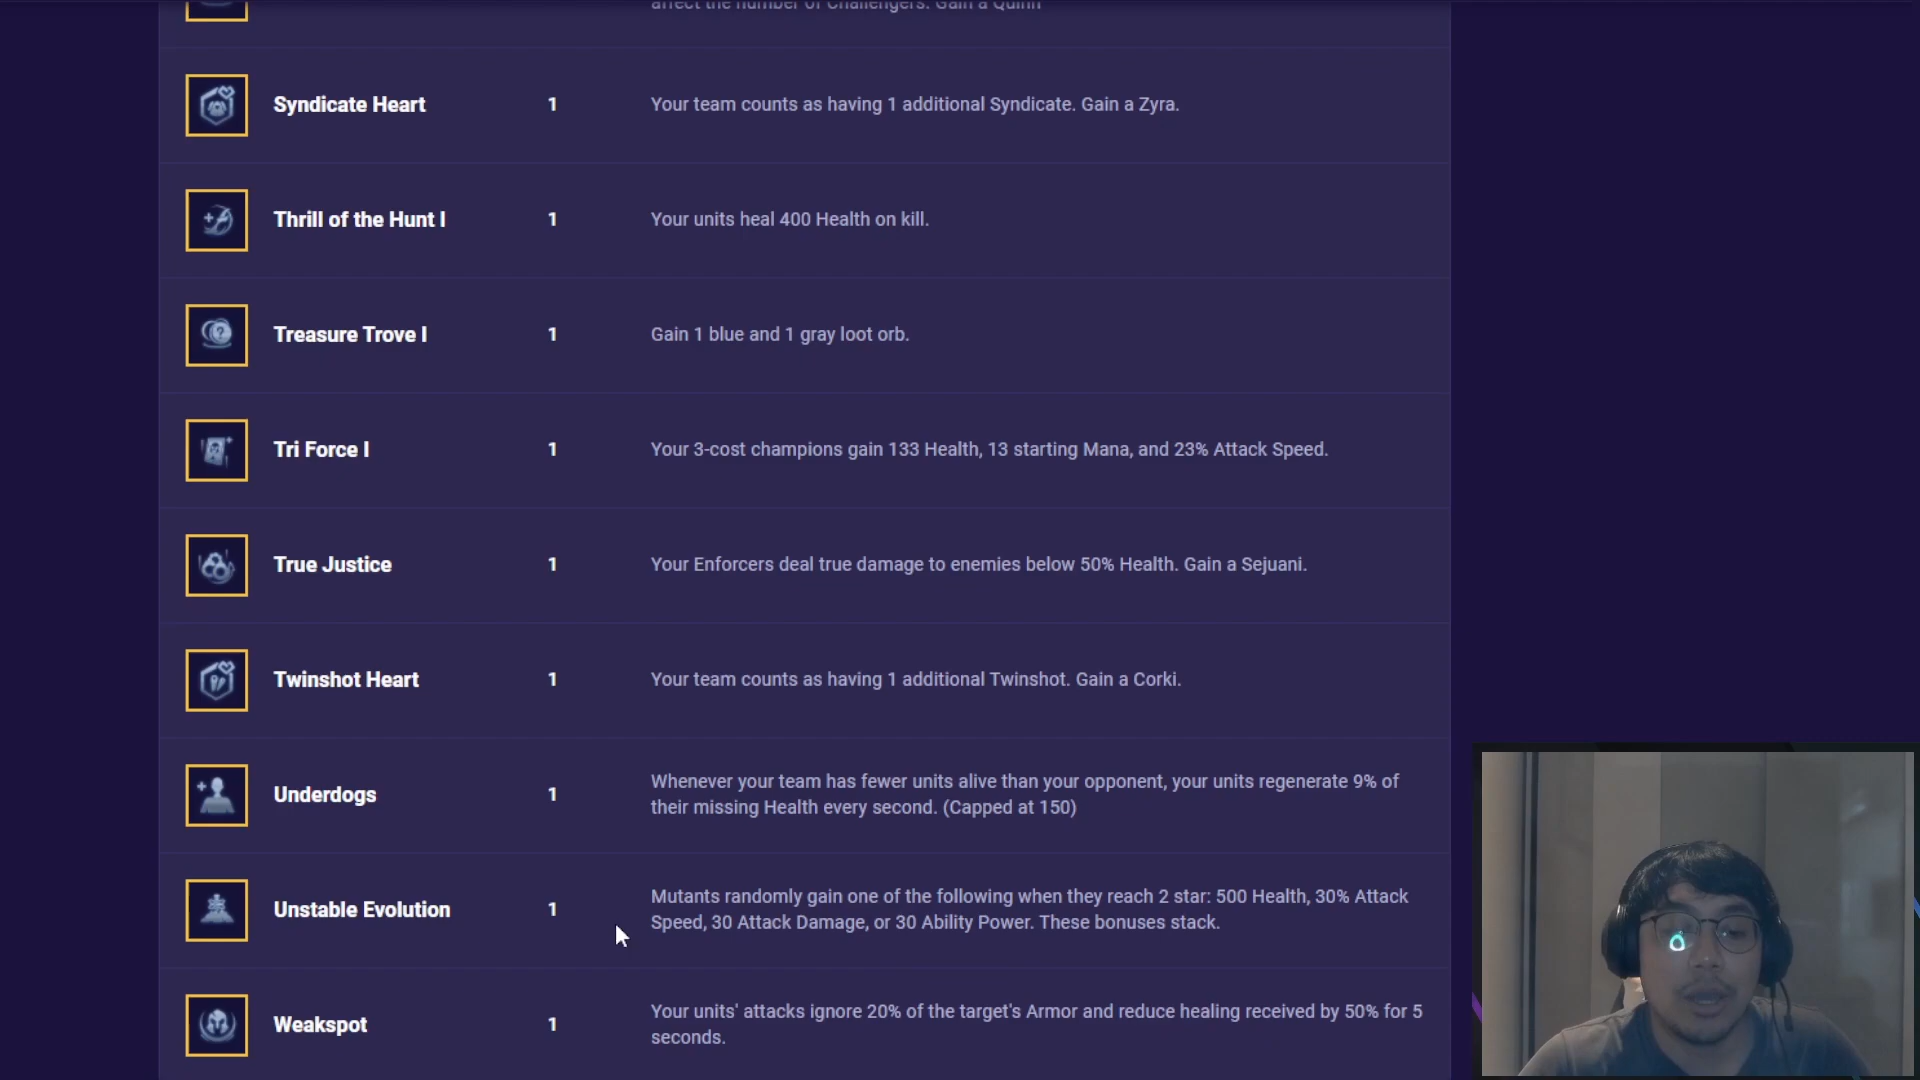 affect the number of Challengers. Gain a Quinn
Syndicate Heart 1 Your team counts as having 1 additional Syndicate. Gain a Zyra.
Thrill of the Hunt I 1 Your units heal 400 Health on kill.
Treasure Trove I 1 Gain 1 blue and 1 gray loot orb.
Tri Force I 1 Your 3-cost champions gain 133 Health, 13 starting Mana, and 23% Attack Speed.
True Justice 1 Your Enforcers deal true damage to enemies below 50% Health. Gain a Sejuani.
Twinshot Heart 1 Your team counts as having 1 additional Twinshot. Gain a Corki.
Underdogs 1 Whenever your team has fewer units alive than your opponent, your units regenerate 9% of
their missing Health every second. (Capped at 150)
Unstable Evolution 1 Mutants randomly gain one of the following when they reach 2 star: 500 Health, 30% Attack
Speed, 30 Attack Damage, or 30 Ability Power. These bonuses stack.
Weakspot 1 Your units' attacks ignore 20% of the target's Armor and reduce healing received by 50% for 5
seconds.